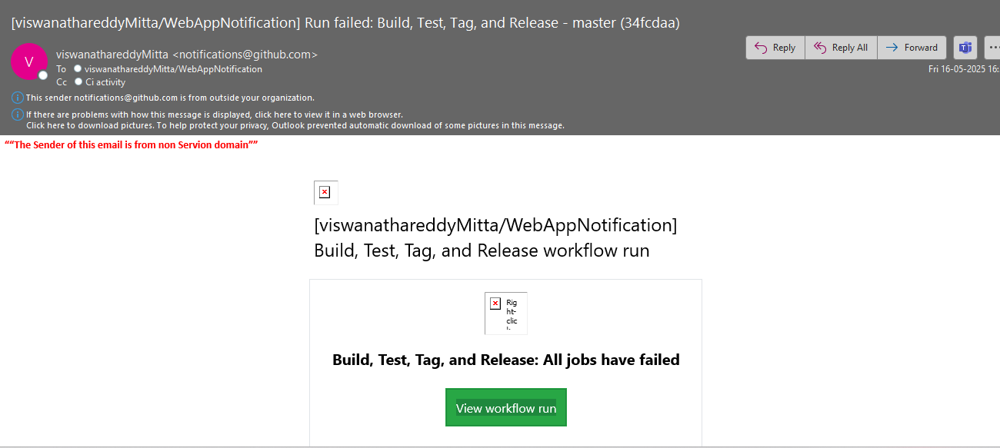 [viswanathareddyMitta/WebAppNotification] Run failed: Build, Test, Tag, and Release - master (34fcdaa)
V
viswanathareddyMitta <notifications@github.com>
Reply
Reply All
Forward
To viswanathareddyMitta/WebAppNotification
Fri 16-05-2025 16:
Cc Ci activity
This sender notifications@github.com is from outside your organization.
If there are problems with how this message is displayed, click here to view it in a web browser.
Click here to download pictures. To help protect your privacy, Outlook prevented automatic download of some pictures in this message.
““The Sender of this email is from non Servion domain””
[viswanathareddyMitta/WebAppNotification]
Build, Test, Tag, and Release workflow run
Rig
ht-
clic
Build, Test, Tag, and Release: All jobs have failed
View workflow run